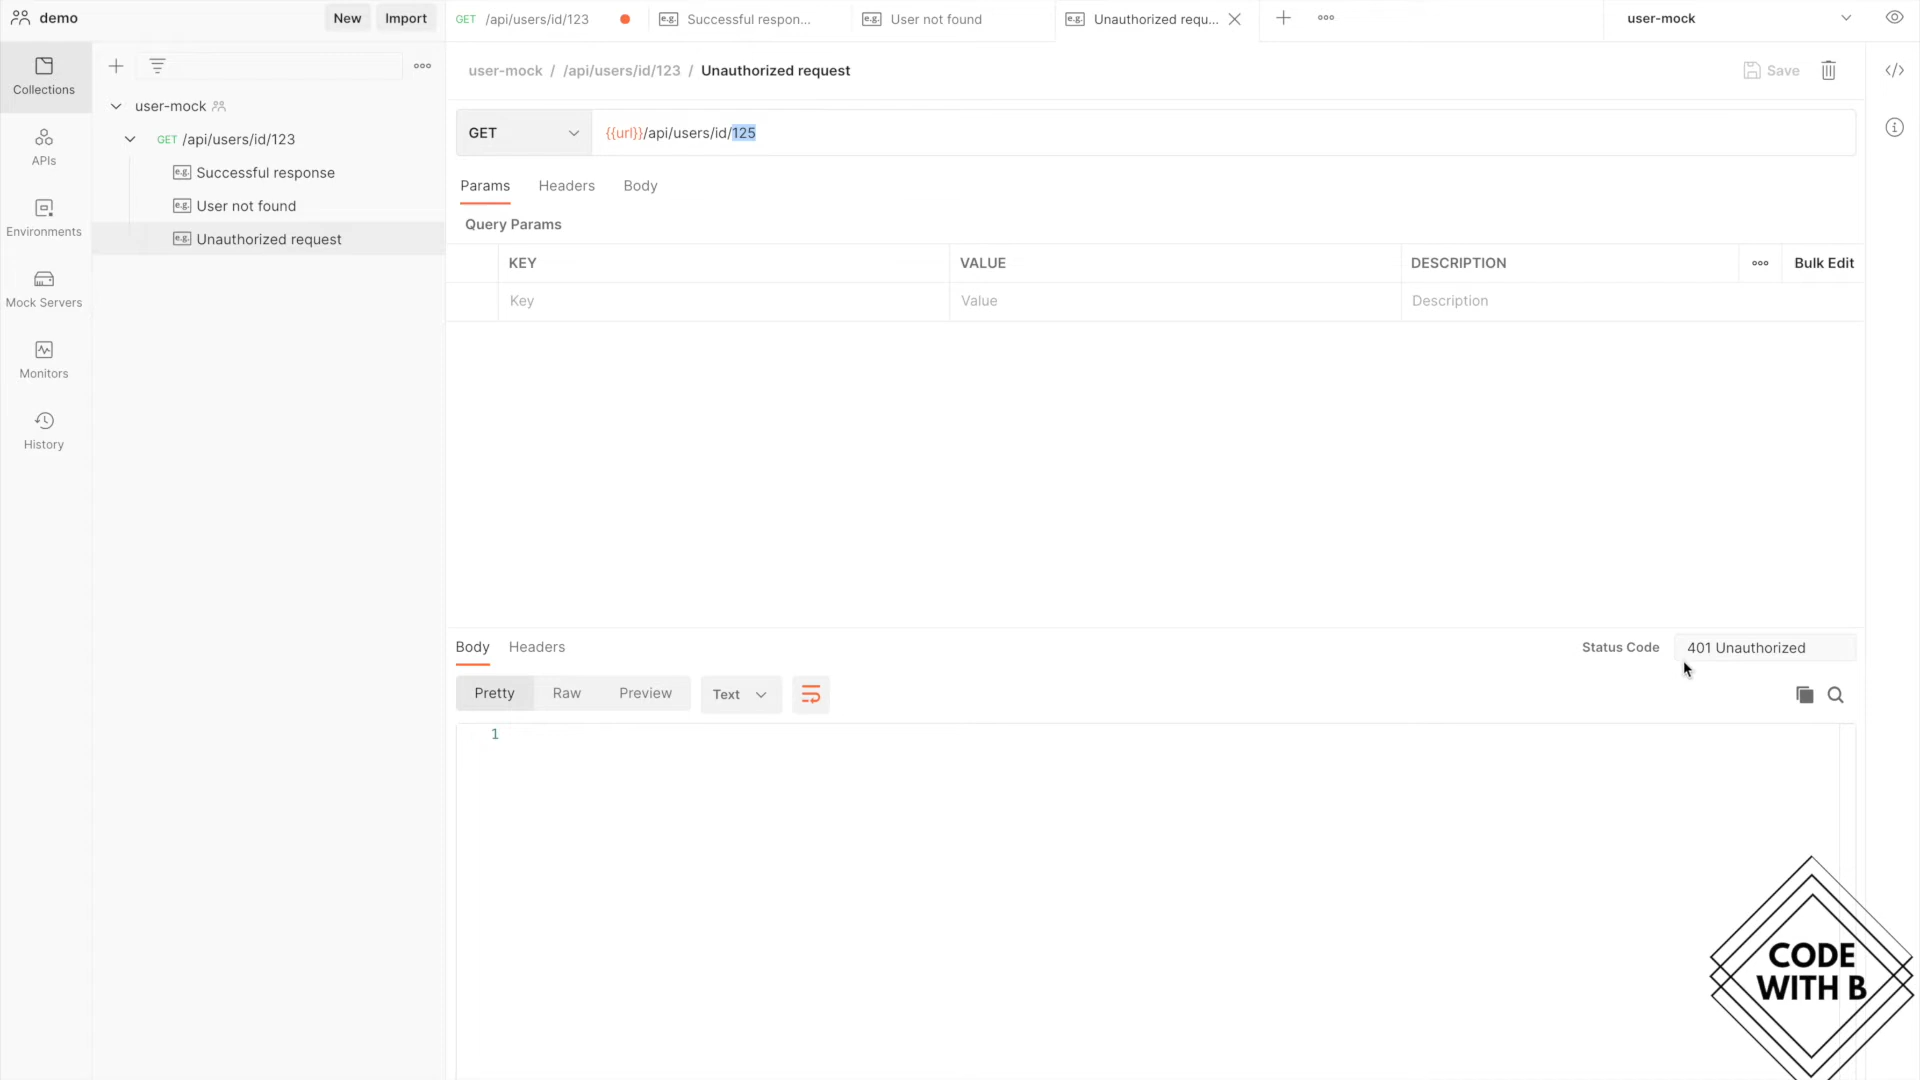 demo
New
Import
GET /api/users/id/123
e.g. Successful respon...
e.g. User not found
e.g. Unauthorized requ...
user-mock
Collections
APIs
Environments
Mock Servers
Monitors
History
user-mock
GET /api/users/id/123
e.g. Successful response
e.g. User not found
e.g. Unauthorized request
user-mock / /api/users/id/123 / Unauthorized request
Save
GET
{{url}}/api/users/id/125
Params Headers Body
Query Params
KEY VALUE DESCRIPTION Bulk Edit
Key Value Description
Body Headers
Status Code 401 Unauthorized
Pretty Raw Preview Text
1
CODE
WITH B